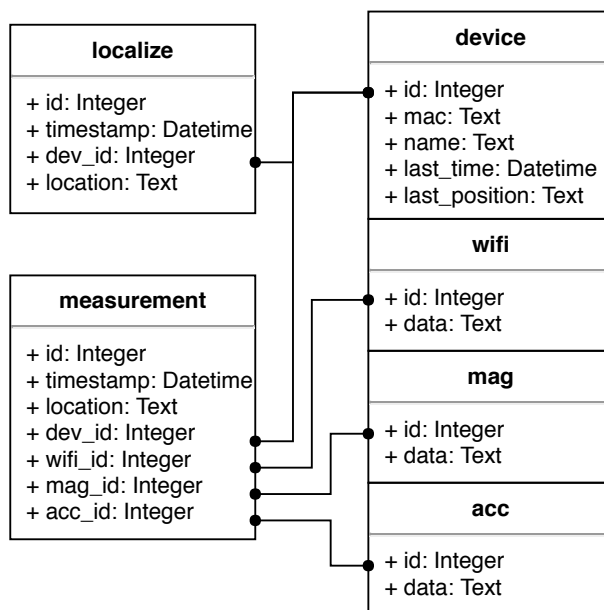 localize
+ id: Integer
+ timestamp: Datetime
+ dev_id: Integer
+ location: Text
measurement
+ id: Integer
+ timestamp: Datetime
+ location: Text
+ dev_id: Integer
+ wifi_id: Integer
+ mag_id: Integer
+ acc_id: Integer
device
+ id: Integer
+ mac: Text
+ name: Text
+ last_time: Datetime
+ last_position: Text
wifi
+ id: Integer
+ data: Text
mag
+ id: Integer
+ data: Text
acc
+ id: Integer
+ data: Text